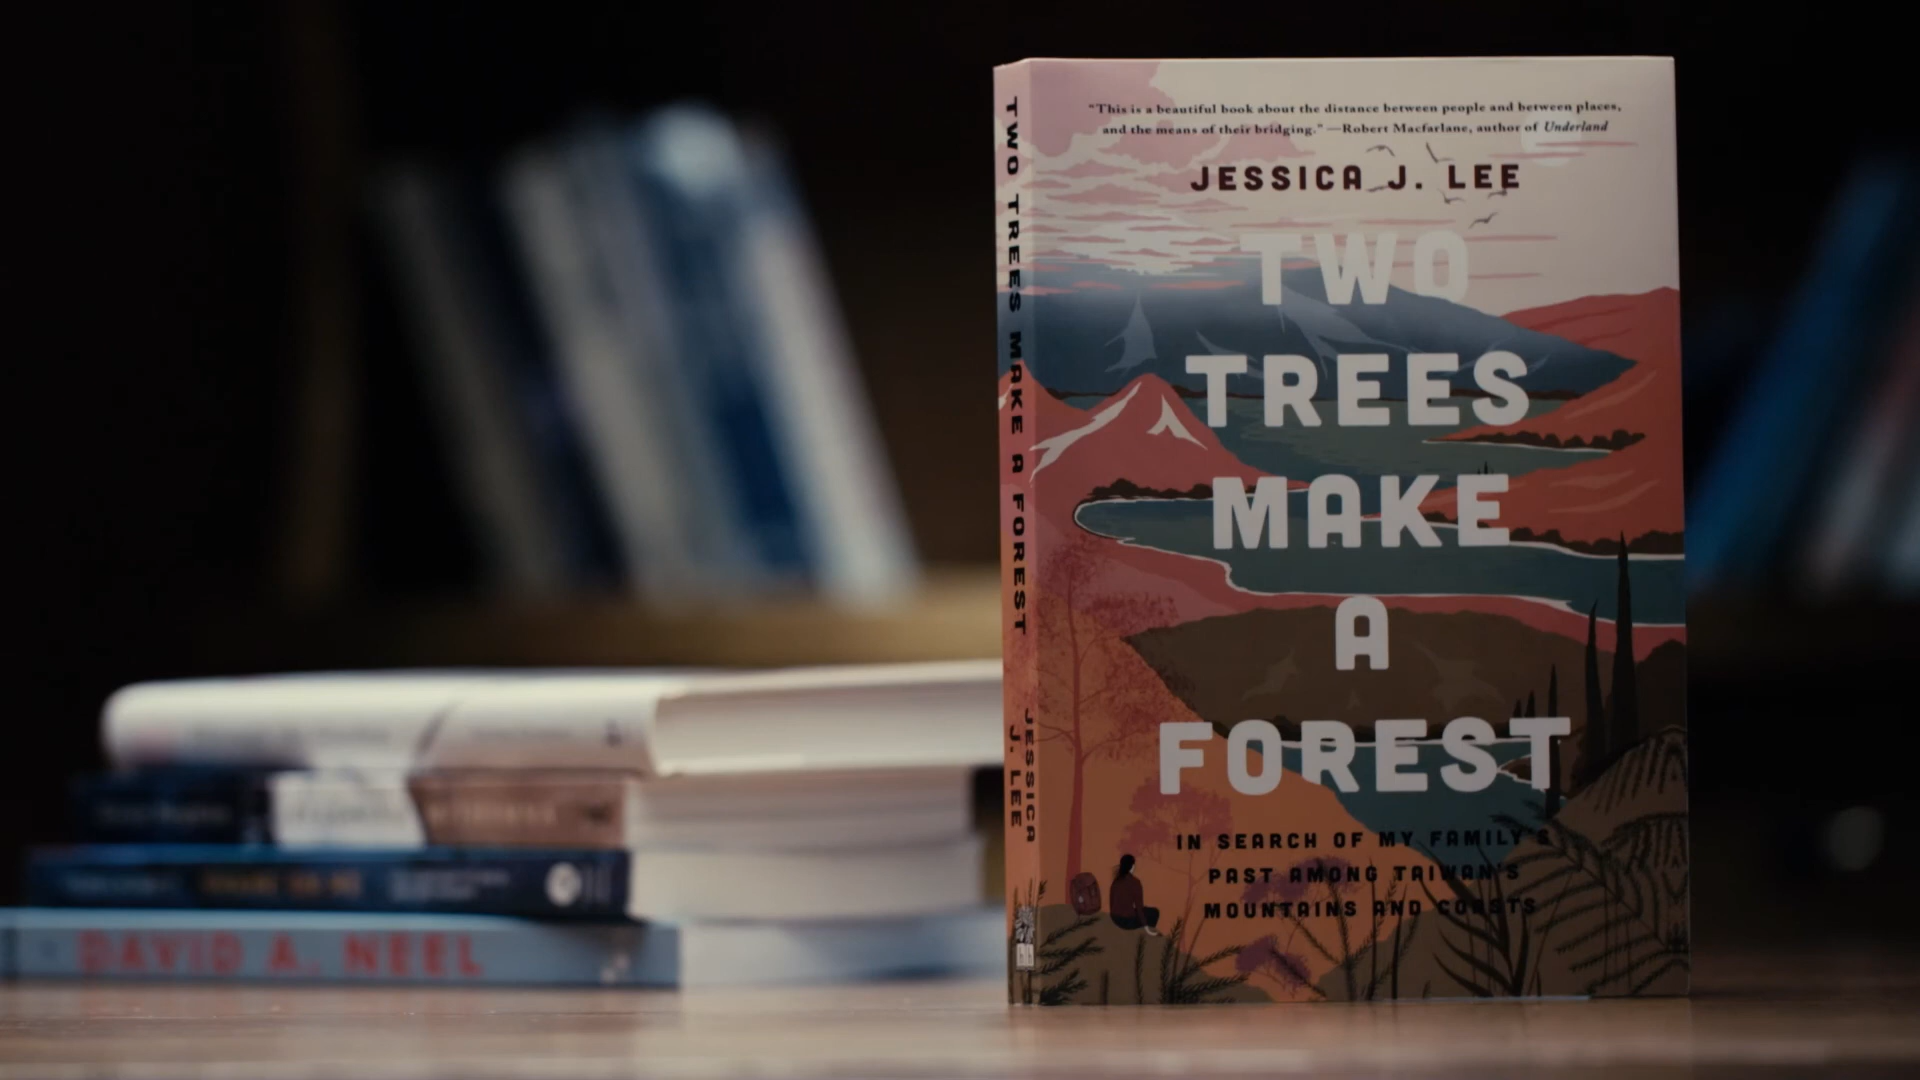 "This is a beautiful book about the distance between people and between places,
and the means of their bridging." —Robert Macfarlane, author of Underland
JESSICA J. LEE
TWO
TREES
MAKE
A
FOREST
IN SEARCH OF MY FAMILY'S
PAST AMONG TAIWAN'S
MOUNTAINS AND COASTS
TWO TREES MAKE A FOREST
JESSICA
J. LEE
DAVID A. NEEL